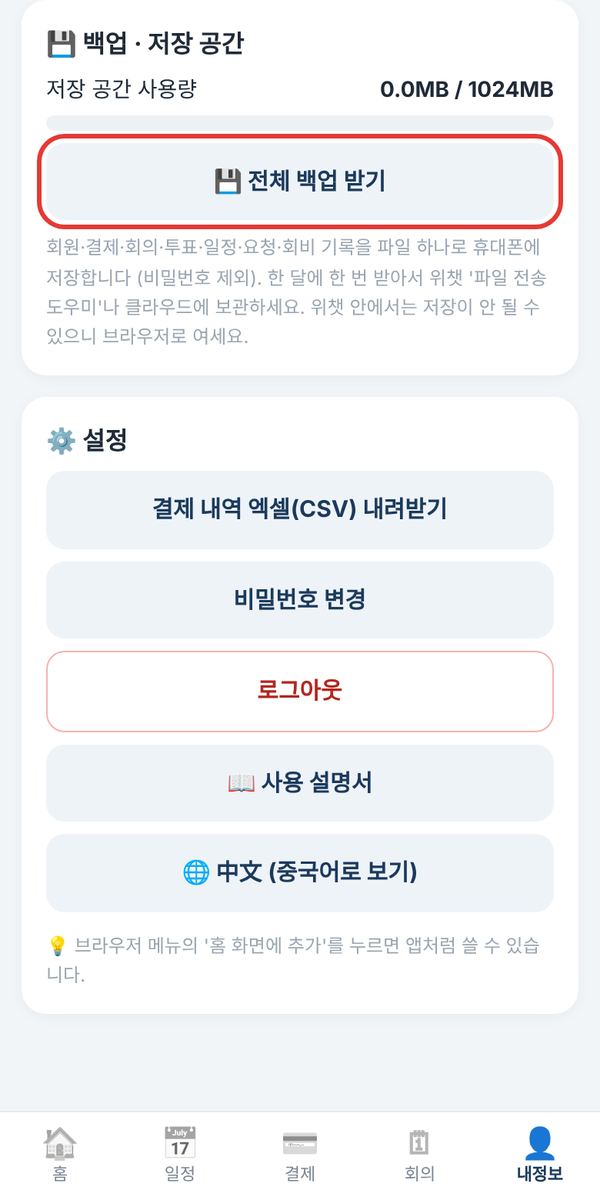 💾 백업 · 저장 공간
저장 공간 사용량 0.0MB / 1024MB
💾 전체 백업 받기
회원·결제·회의·투표·일정·요청·회비 기록을 파일 하나로 휴대폰에
저장합니다 (비밀번호 제외). 한 달에 한 번 받아서 위챗 '파일 전송
도우미'나 클라우드에 보관하세요. 위챗 안에서는 저장이 안 될 수
있으니 브라우저로 여세요.
⚙️ 설정
결제 내역 엑셀(CSV) 내려받기
비밀번호 변경
로그아웃
📖 사용 설명서
🌐 中文 (중국어로 보기)
💡 브라우저 메뉴의 '홈 화면에 추가'를 누르면 앱처럼 쓸 수 있습
니다.
July
17
홈 일정 결제 회의 내정보